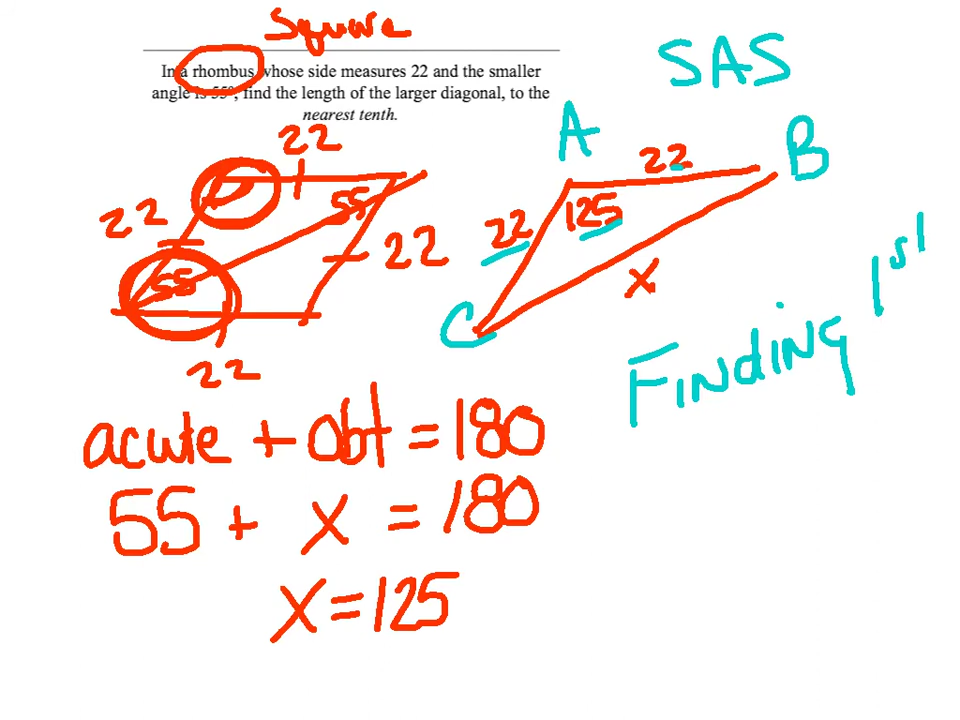 Square
In a rhombus whose side measures 22 and the smaller
angle is 55°, find the length of the larger diagonal, to the
nearest tenth.
SAS
22
22
55
55
22
22
A
B
22
22
125
x
C
Finding 1st
acute + obt = 180
55 + x = 180
x = 125